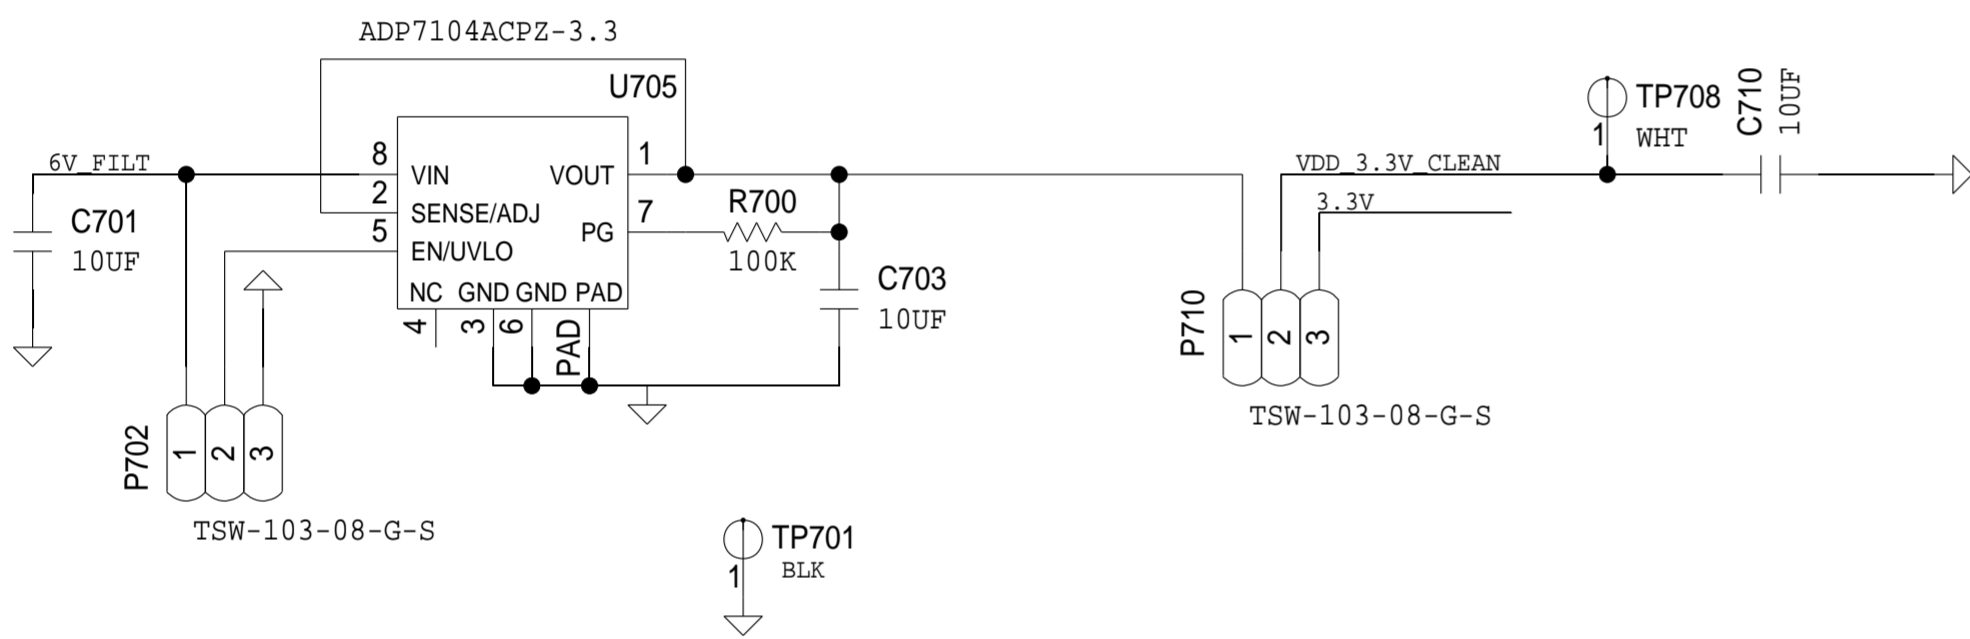 ADP7104ACPZ-3.3
U705
TP708
1
WHT
C710
10UF
6V_FILT
8
VIN
VOUT
1
VDD_3.3V_CLEAN
2
SENSE/ADJ
7
R700
3.3V
C701
10UF
5
EN/UVLO
PG
100K
NC GND GND PAD
C703
10UF
4
3
6
PAD
P710
1
2
3
TSW-103-08-G-S
P702
1
2
3
TSW-103-08-G-S
TP701
1
BLK